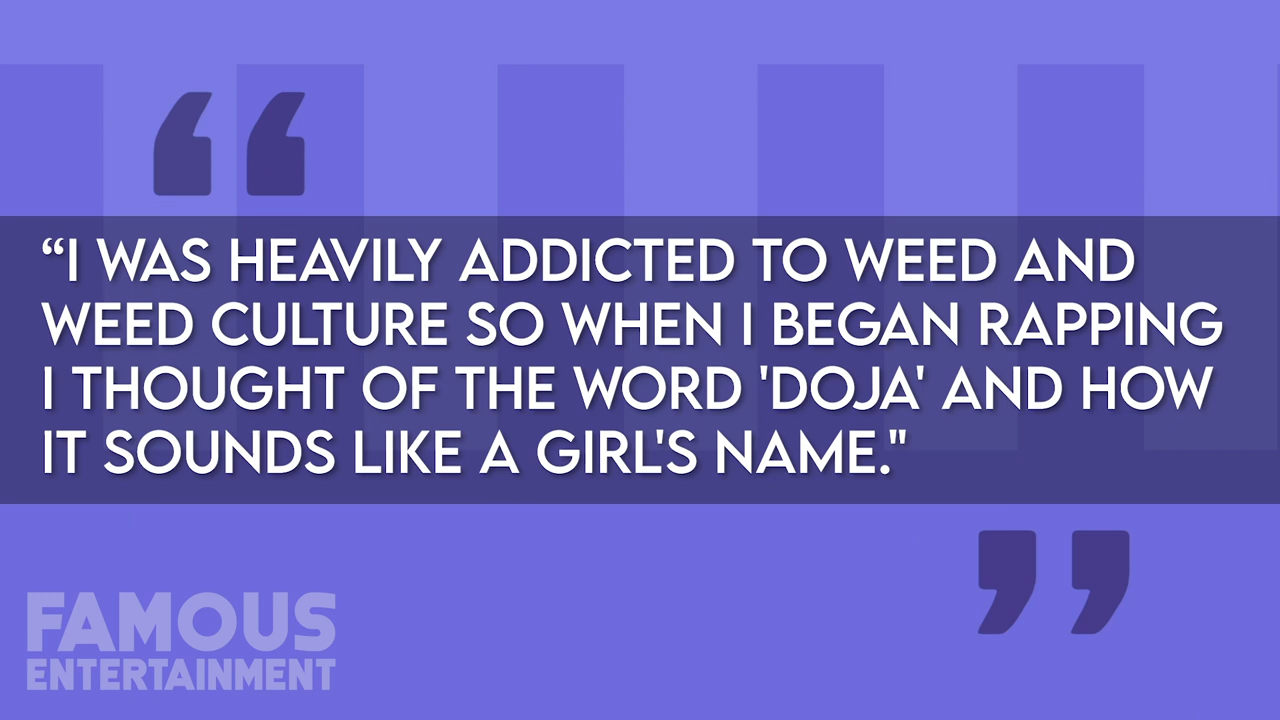 “I WAS HEAVILY ADDICTED TO WEED AND
WEED CULTURE SO WHEN I BEGAN RAPPING
I THOUGHT OF THE WORD 'DOJA' AND HOW
IT SOUNDS LIKE A GIRL'S NAME."
FAMOUS
ENTERTAINMENT